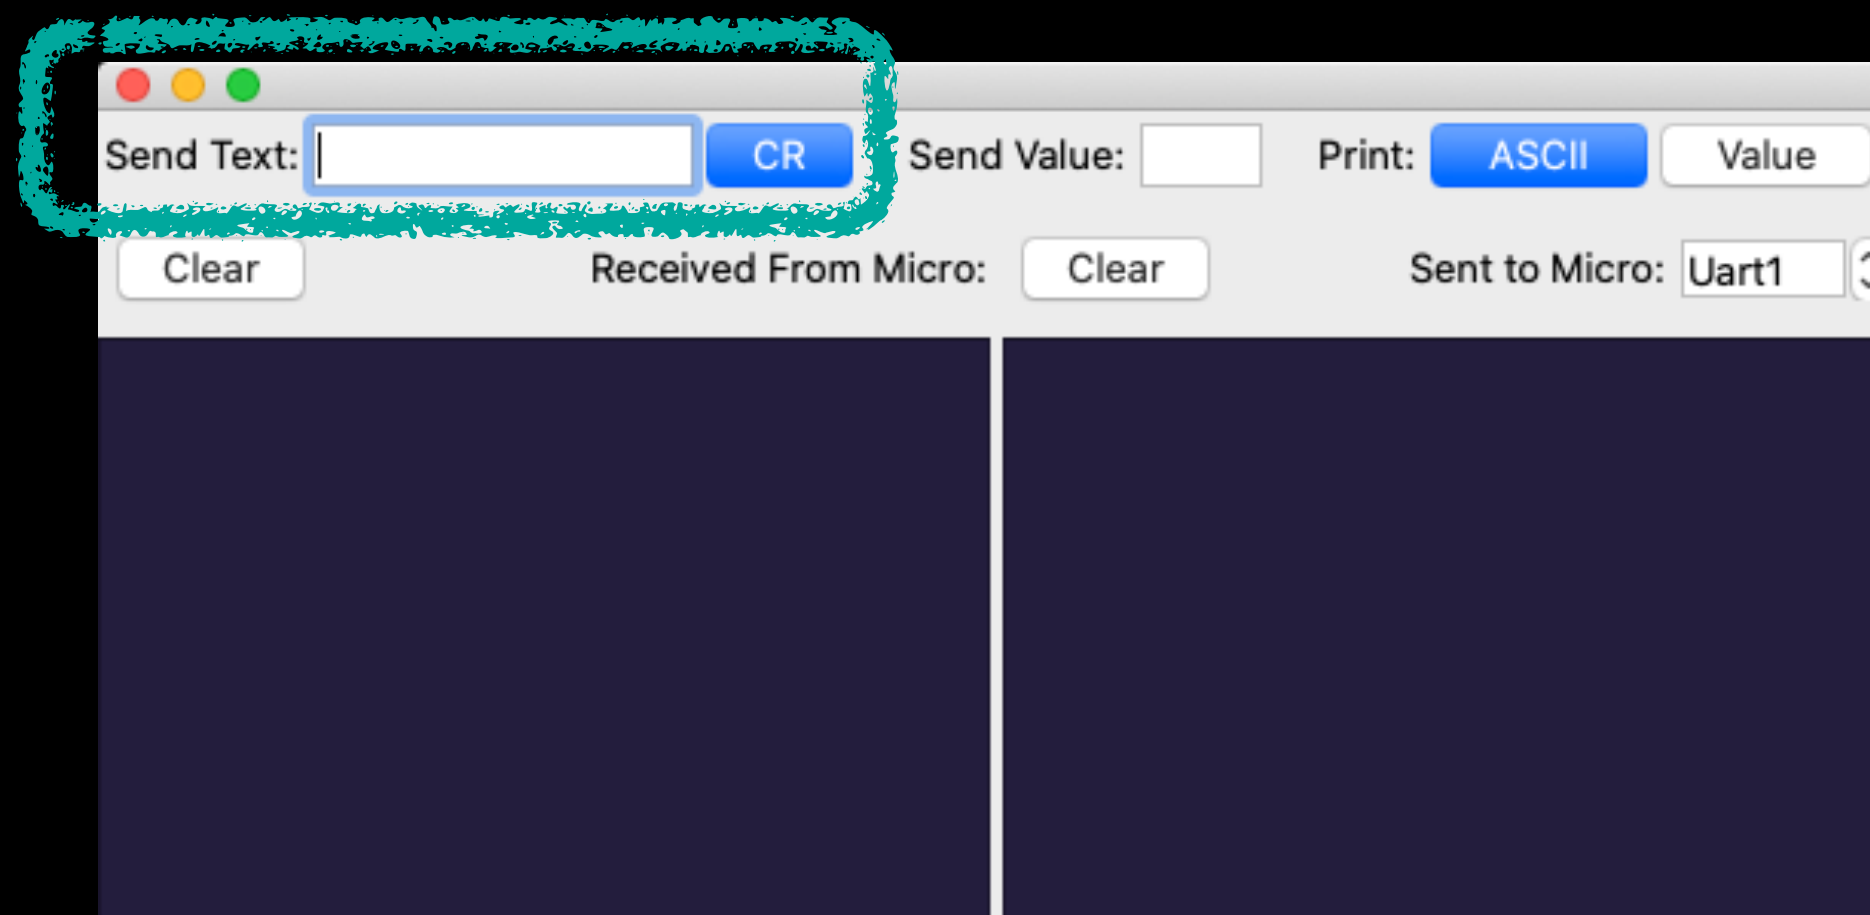 Send Text: CR Send Value: Print: ASCII Value
Clear Received From Micro: Clear Sent to Micro: Uart1